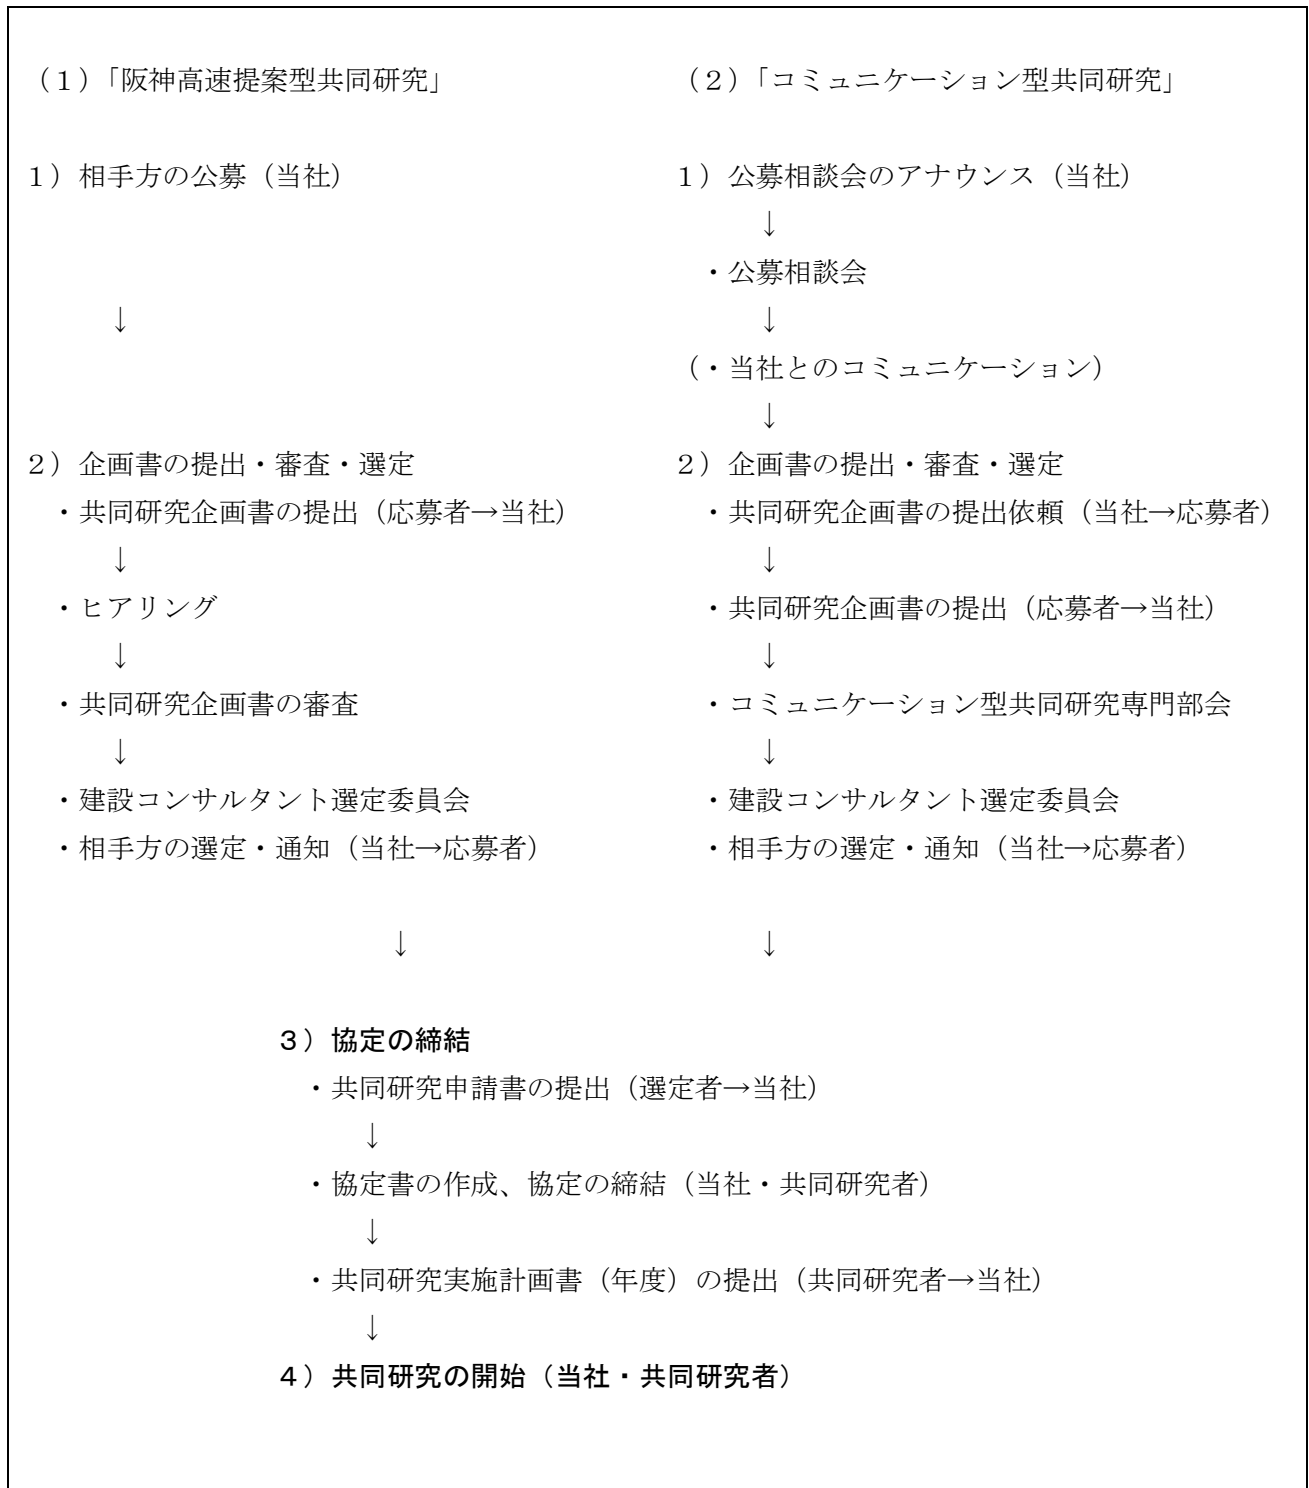 （１）「阪神高速提案型共同研究」
１）相手方の公募（当社）
↓
２）企画書の提出・審査・選定
・共同研究企画書の提出（応募者→当社）
↓
・ヒアリング
↓
・共同研究企画書の審査
↓
・建設コンサルタント選定委員会
・相手方の選定・通知（当社→応募者）
↓
（２）「コミュニケーション型共同研究」
１）公募相談会のアナウンス（当社）
↓
・公募相談会
↓
（・当社とのコミュニケーション）
↓
２）企画書の提出・審査・選定
・共同研究企画書の提出依頼（当社→応募者）
↓
・共同研究企画書の提出（応募者→当社）
↓
・コミュニケーション型共同研究専門部会
↓
・建設コンサルタント選定委員会
・相手方の選定・通知（当社→応募者）
↓
３）協定の締結
・共同研究申請書の提出（選定者→当社）
↓
・協定書の作成、協定の締結（当社・共同研究者）
↓
・共同研究実施計画書（年度）の提出（共同研究者→当社）
↓
４）共同研究の開始（当社・共同研究者）